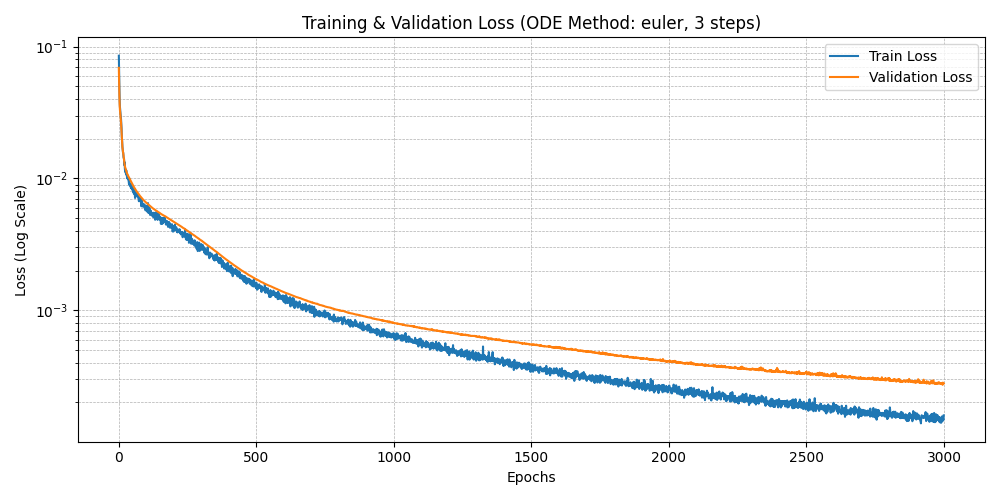 Training & Validation Loss (ODE Method: euler, 3 steps)
Train Loss
Validation Loss
Loss (Log Scale)
10⁻¹
10⁻²
10⁻³
0 500 1000 1500 2000 2500 3000
Epochs